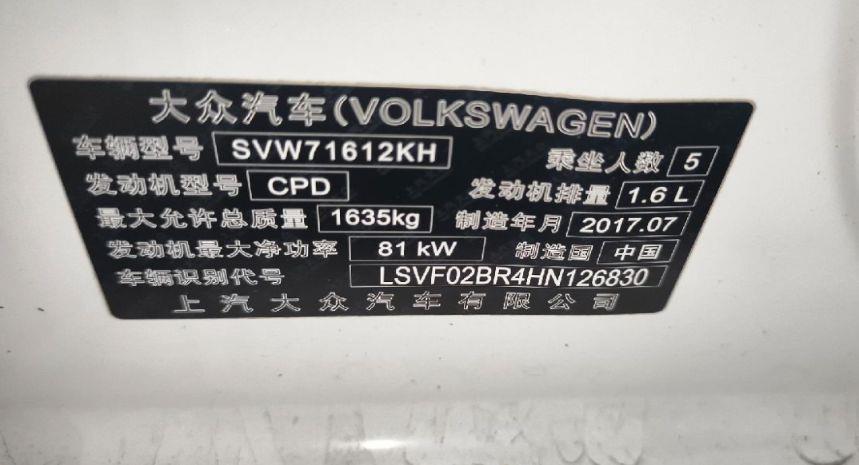 大众汽车(VOLKSWAGEN)
车辆型号 SVW71612KH 乘坐人数 5
发动机型号 CPD 发动机排量 1.6 L
最大允许总质量 1635kg 制造年月 2017.07
发动机最大净功率 81 kW 制造国 中国
车辆识别代号 LSVF02BR4HN126830
上汽大众汽车有限公司